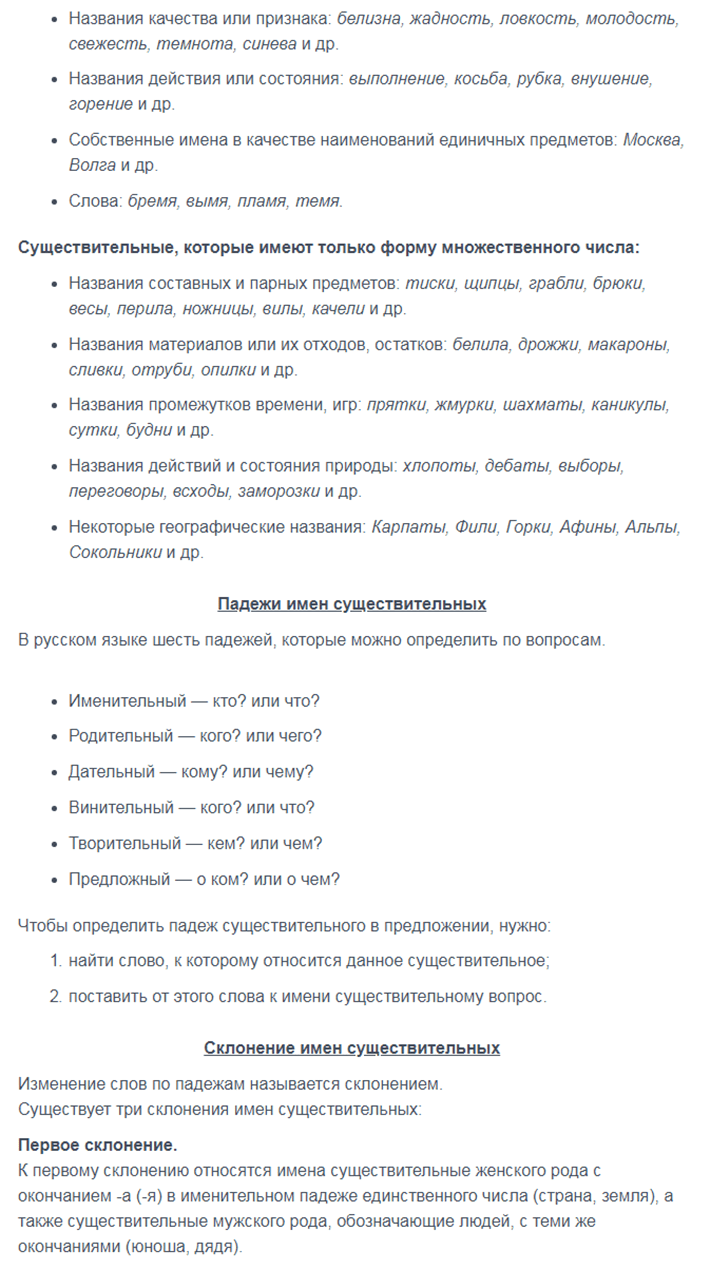 Названия качества или признака: белизна, жадность, ловкость, молодость,
свежесть, темнота, синева и др.
Названия действия или состояния: выполнение, косьба, рубка, внушение,
горение и др.
Собственные имена в качестве наименований единичных предметов: Москва,
Волга и др.
Слова: бремя, вымя, пламя, темя.
Существительные, которые имеют только форму множественного числа:
Названия составных и парных предметов: тиски, щипцы, грабли, брюки,
весы, перила, ножницы, вилы, качели и др.
Названия материалов или их отходов, остатков: белила, дрожжи, макароны,
сливки, отруби, опилки и др.
Названия промежутков времени, игр: прятки, жмурки, шахматы, каникулы,
сутки, будни и др.
Названия действий и состояния природы: хлопоты, дебаты, выборы,
переговоры, всходы, заморозки и др.
Некоторые географические названия: Карпаты, Фили, Горки, Афины, Альпы,
Сокольники и др.
Падежи имен существительных
В русском языке шесть падежей, которые можно определить по вопросам.
Именительный — кто? или что?
Родительный — кого? или чего?
Дательный — кому? или чему?
Винительный — кого? или что?
Творительный — кем? или чем?
Предложный — о ком? или о чем?
Чтобы определить падеж существительного в предложении, нужно:
1. найти слово, к которому относится данное существительное;
2. поставить от этого слова к имени существительному вопрос.
Склонение имен существительных
Изменение слов по падежам называется склонением.
Существует три склонения имен существительных:
Первое склонение.
К первому склонению относятся имена существительные женского рода с
окончанием -а (-я) в именительном падеже единственного числа (страна, земля), а
также существительные мужского рода, обозначающие людей, с теми же
окончаниями (юноша, дядя).